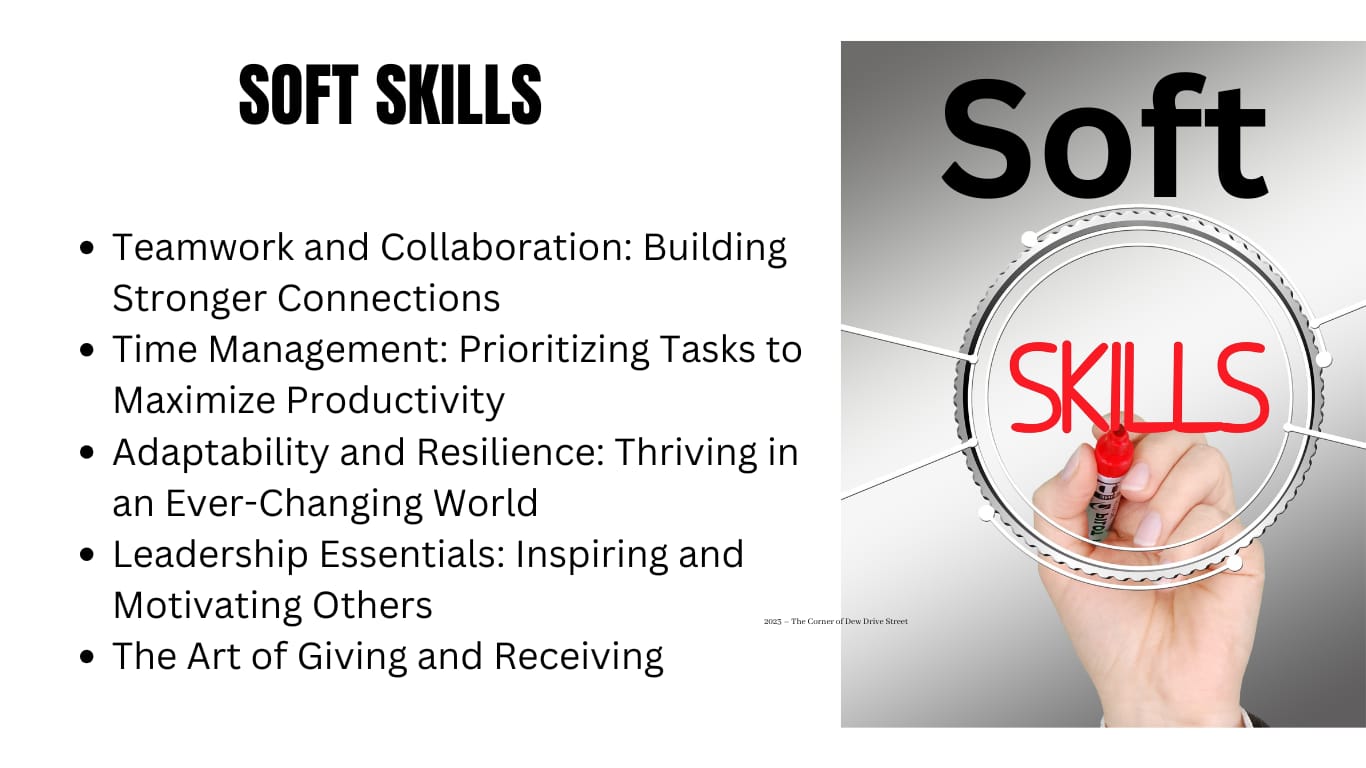 SOFT SKILLS
• Teamwork and Collaboration: Building
Stronger Connections
• Time Management: Prioritizing Tasks to
Maximize Productivity
• Adaptability and Resilience: Thriving in
an Ever-Changing World
• Leadership Essentials: Inspiring and
Motivating Others
• The Art of Giving and Receiving
2023 – The Corner of Dew Drive Street
Soft
SKILLS
PILOT